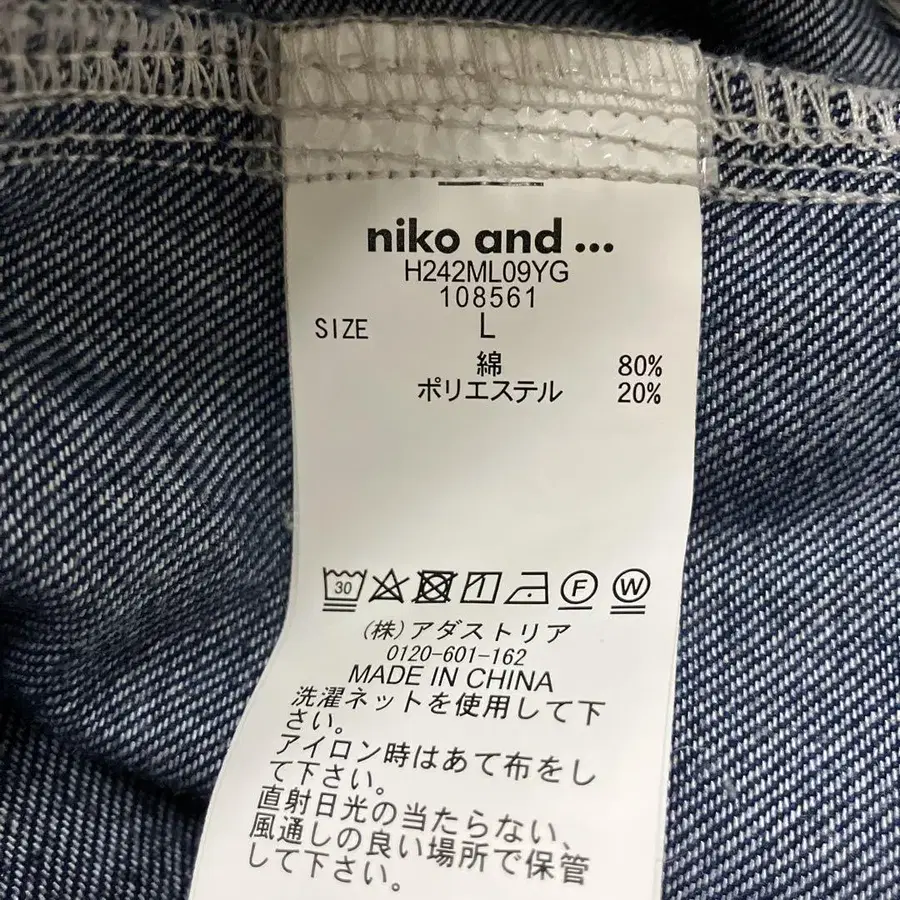 niko and ...
H242ML09YG
108561
SIZE L
綿 80%
ポリエステル 20%
30 1 F W
(株)アダストリア
0120-601-162
MADE IN CHINA
洗濯ネットを使用して下
さい。
アイロン時はあて布をし
て下さい。
直射日光の当たらない、
風通しの良い場所で保管
して下さい。